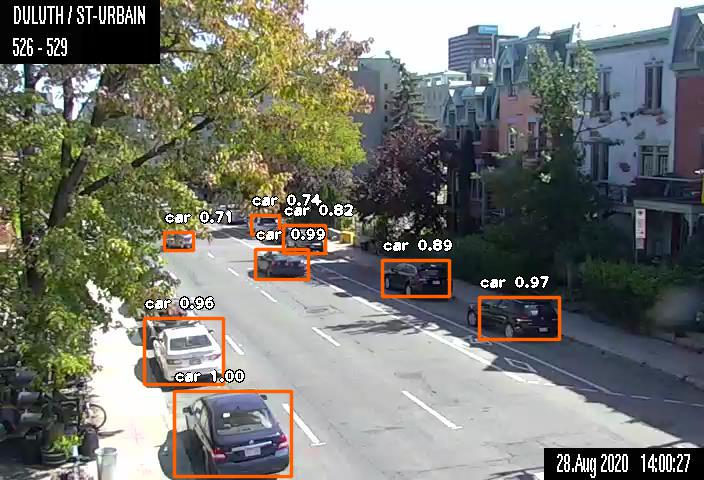 DULUTH / ST-URBAIN
526 - 529
car 0.74
car 0.82
car 0.71
car 0.99
car 0.89
car 0.97
car 0.96
car 1.00
28.Aug 2020 14:00:27